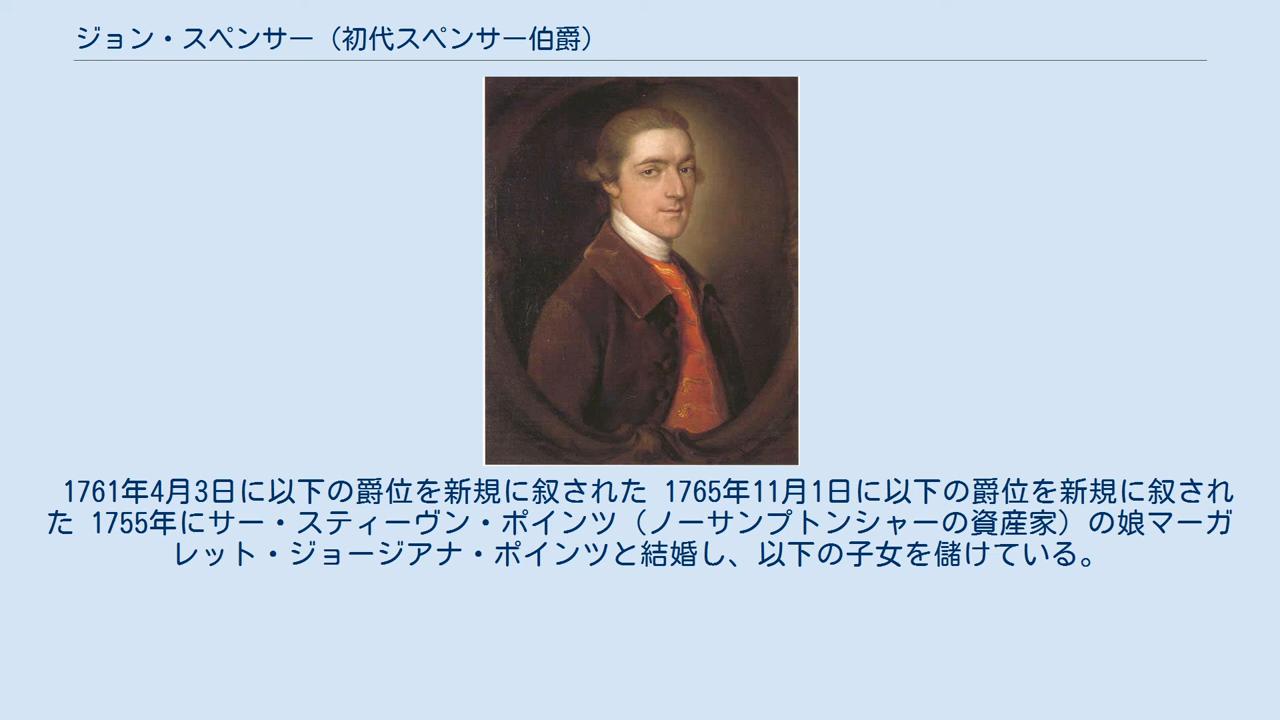 ジョン・スペンサー（初代スペンサー伯爵）
1761年4月3日に以下の爵位を新規に叙された 1765年11月1日に以下の爵位を新規に叙され
た 1755年にサー・スティーヴン・ポインツ（ノーサンプトンシャーの資産家）の娘マーガ
レット・ジョージアナ・ポインツと結婚し、以下の子女を儲けている。